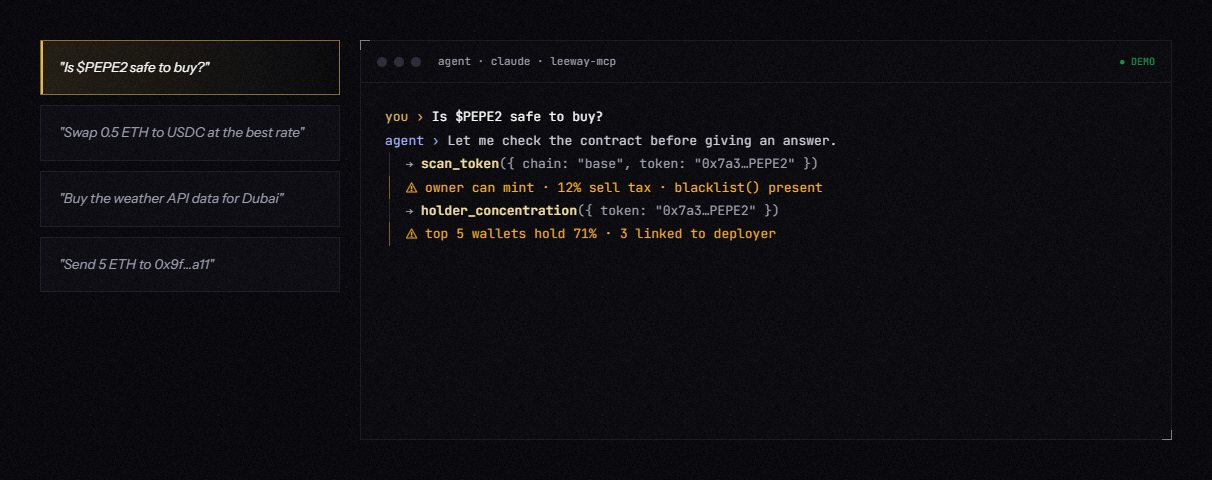 "Is $PEPE2 safe to buy?"
"Swap 0.5 ETH to USDC at the best rate"
"Buy the weather API data for Dubai"
"Send 5 ETH to 0x9f…a11"
agent · claude · leeway-mcp
● DEMO
you › Is $PEPE2 safe to buy?
agent › Let me check the contract before giving an answer.
→ scan_token({ chain: "base", token: "0x7a3…PEPE2" })
⚠ owner can mint · 12% sell tax · blacklist() present
→ holder_concentration({ token: "0x7a3…PEPE2" })
⚠ top 5 wallets hold 71% · 3 linked to deployer